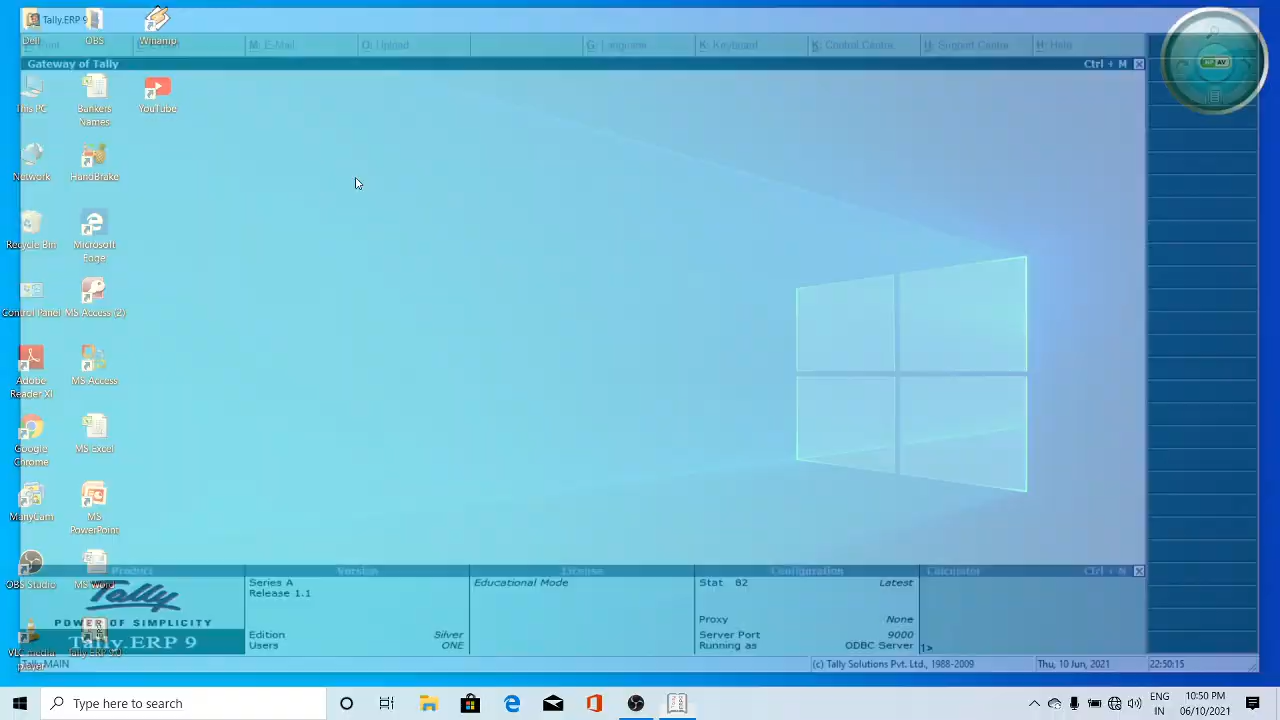 Tally.ERP 9
Dell
OBS
Winamp
Print
M: E-Mail
O: Upload
G: Language
K: Keyboard
K: Control Centre
H: Support Centre
H: Help
Gateway of Tally
Ctrl + M
This PC
Bankers
Names
YouTube
Network
HandBrake
Recycle Bin
Microsoft
Edge
Control Panel
MS Access (2)
Adobe
Reader XI
MS Access
Google
Chrome
MS Excel
ManyCam
MS
PowerPoint
OBS Studio
MS Word
VLC media
player
Tally.ERP 9.0
Product
Version
License
Configuration
Calculator
Ctrl + N
Tally
POWER OF SIMPLICITY
Tally.ERP 9
Series A
Release 1.1
Edition
Silver
Users
ONE
Educational Mode
Stat 82
Latest
Proxy
None
Server Port
9000
Running as
ODBC Server
1>
Tally MAIN
(c) Tally Solutions Pvt. Ltd., 1988-2009
Thu, 10 Jun, 2021
22:50:15
Type here to search
ENG
IN
10:50 PM
06/10/2021